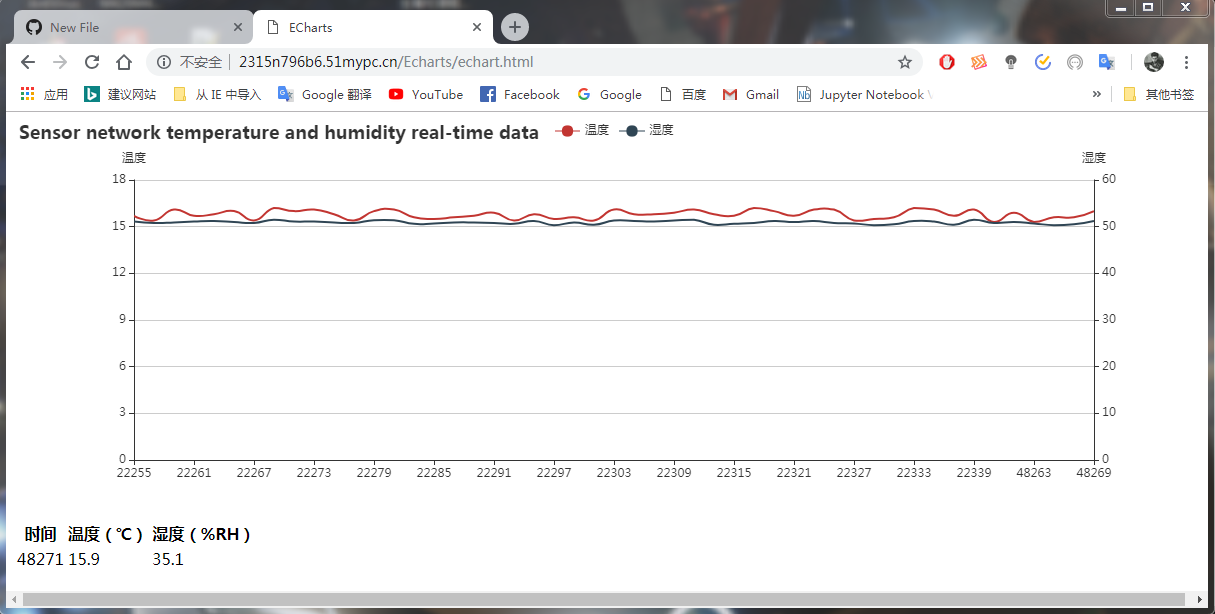 New File
ECharts
不安全 2315n796b6.51mypc.cn/Echarts/echart.html
应用 建议网站 从 IE 中导入 Google 翻译 YouTube Facebook Google 百度 Gmail Jupyter Notebook » 其他书签
Sensor network temperature and humidity real-time data 温度 湿度
温度 湿度
18 60
15 50
12 40
9 30
6 20
3 10
0 0
22255 22261 22267 22273 22279 22285 22291 22297 22303 22309 22315 22321 22327 22333 22339 48263 48269
时间 温度（℃） 湿度（%RH）
48271 15.9 35.1